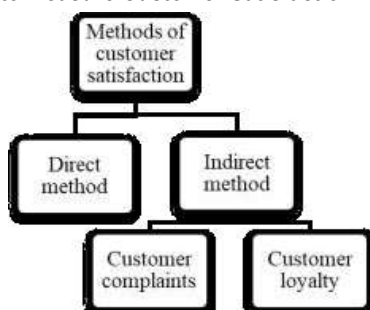 Methods of
customer
satisfaction
Direct
method
Indirect
method
Customer
complaints
Customer
loyalty